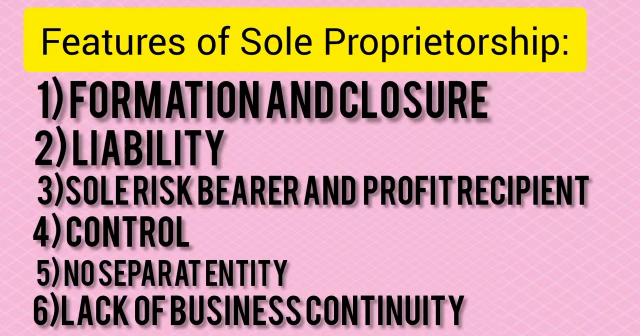 Features of Sole Proprietorship:
1) FORMATION AND CLOSURE
2) LIABILITY
3) SOLE RISK BEARER AND PROFIT RECIPIENT
4) CONTROL
5) NO SEPARAT ENTITY
6) LACK OF BUSINESS CONTINUITY